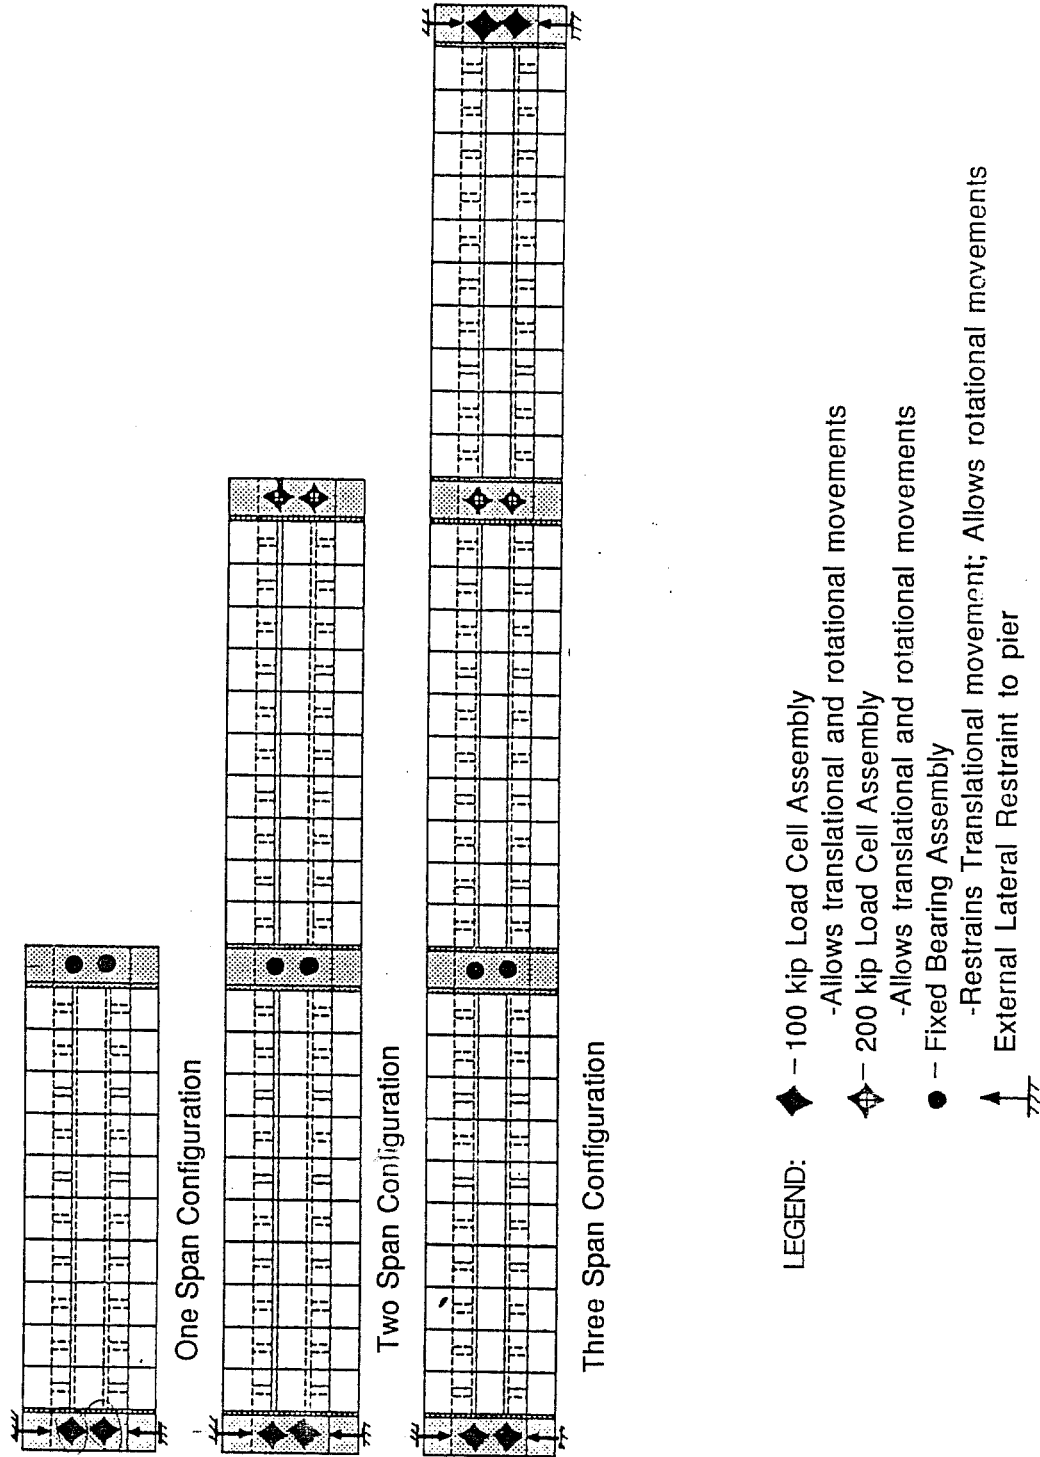 One Span Configuration
Two Span Configuration
Three Span Configuration
LEGEND:
– 100 kip Load Cell Assembly
-Allows translational and rotational movements
– 200 kip Load Cell Assembly
-Allows translational and rotational movements
– Fixed Bearing Assembly
-Restrains Translational movement; Allows rotational movements
External Lateral Restraint to pier